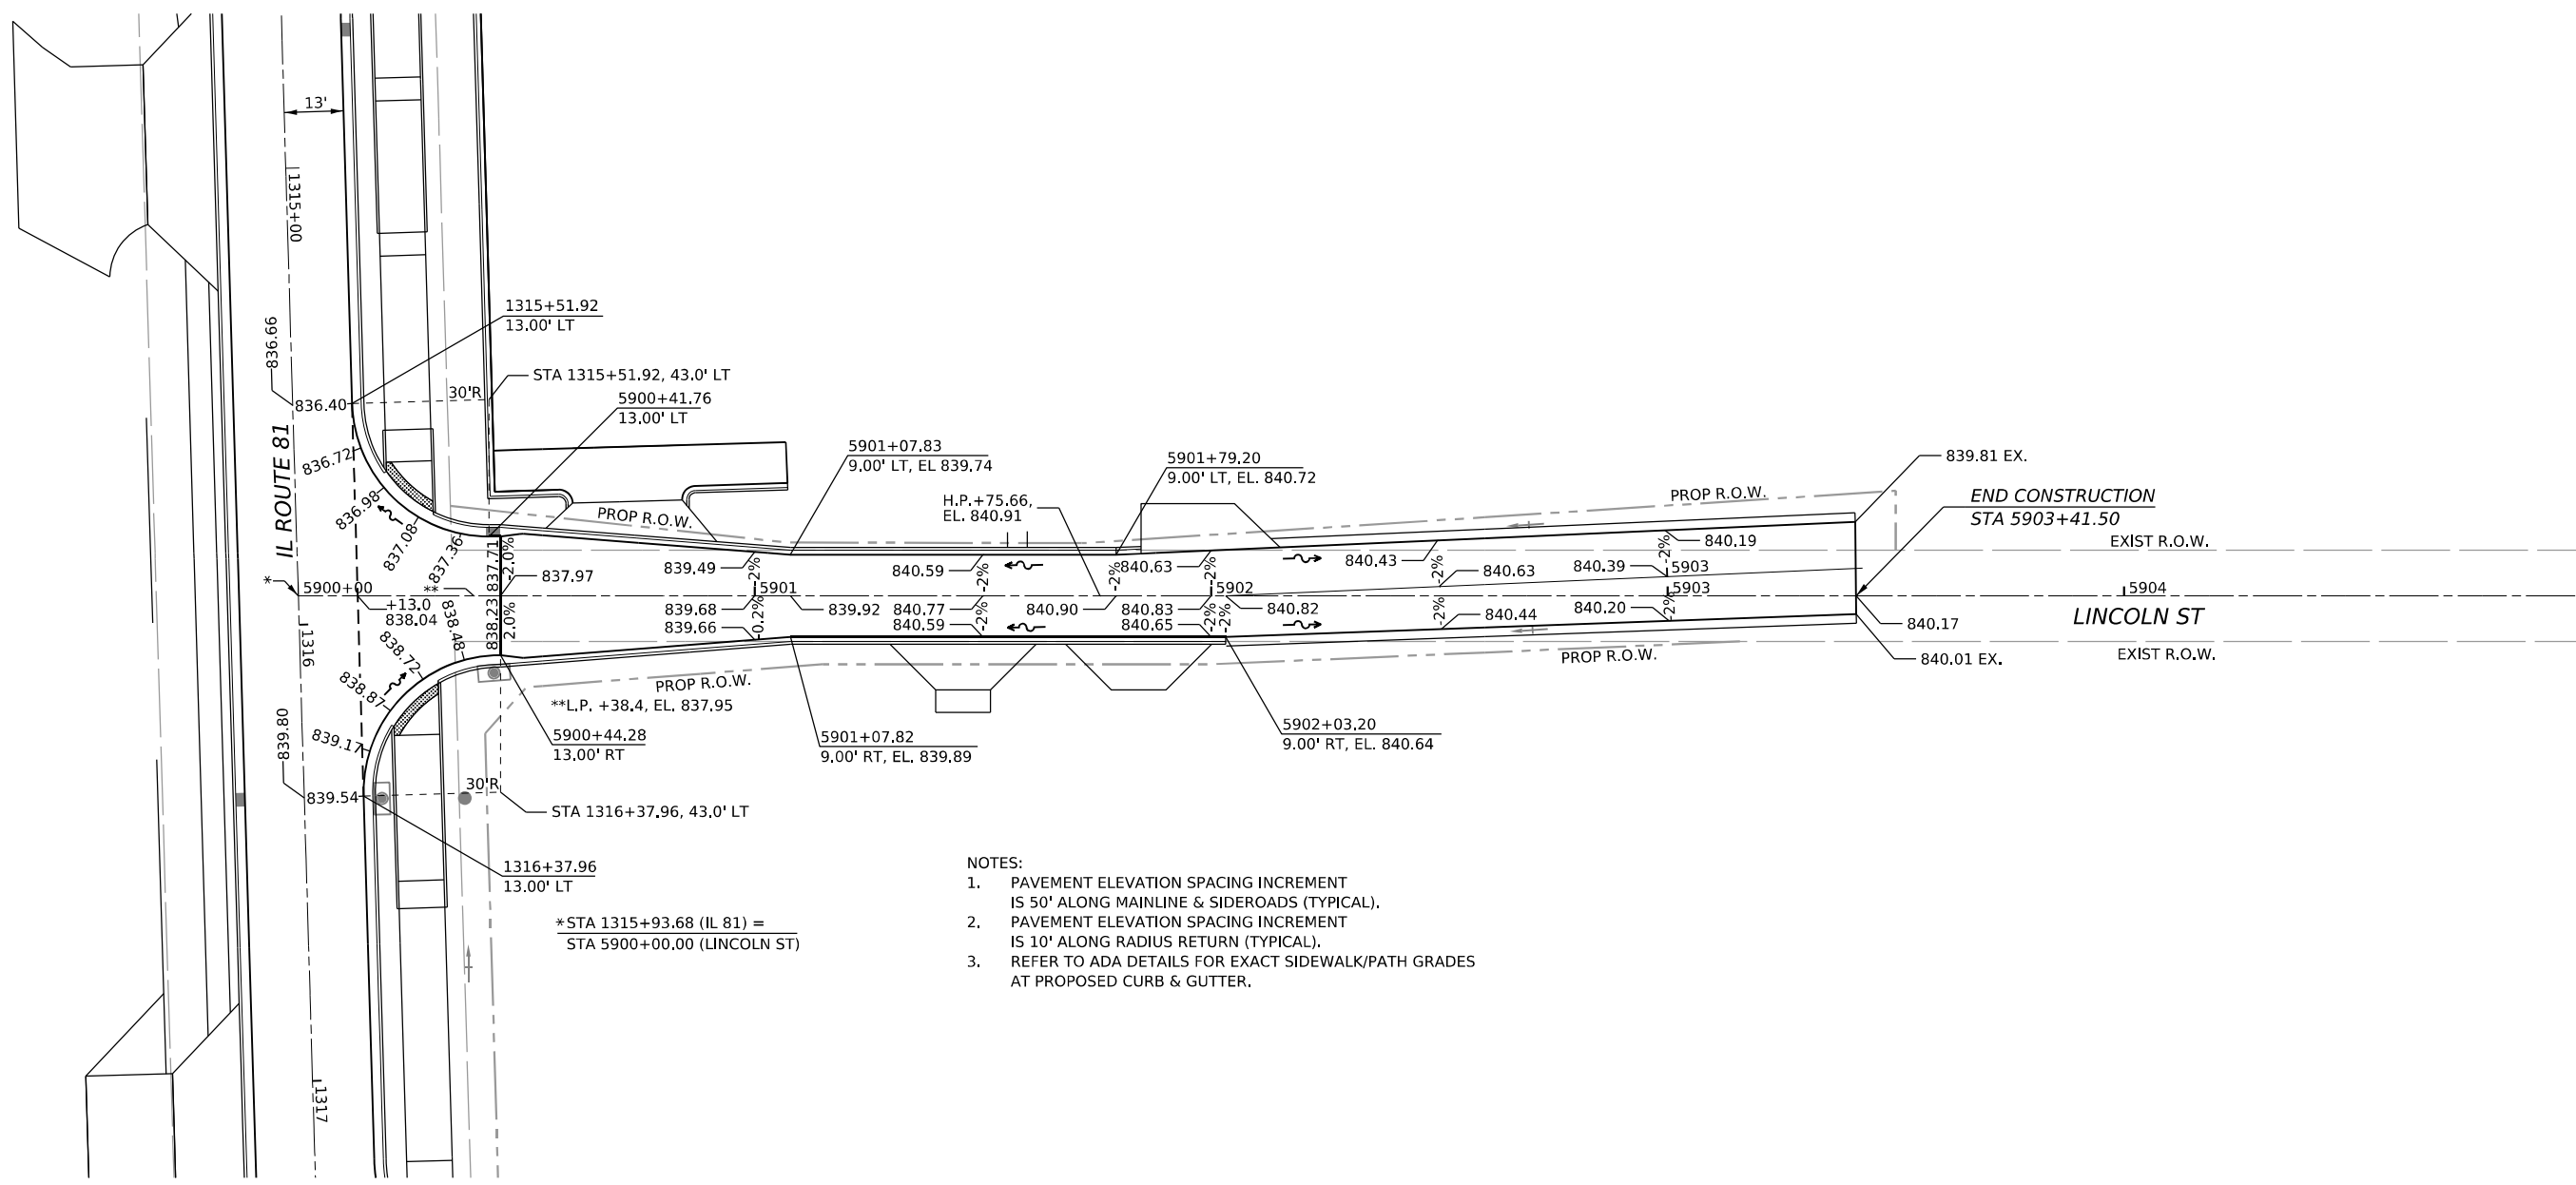 13'
1315+00
836.66
1315+51.92
13.00' LT
STA 1315+51.92, 43.0' LT
30'R
836.40
5900+41.76
13.00' LT
IL ROUTE 81
836.72
836.98
837.08
837.36
837.71
-2.0%
5901+07.83
9.00' LT, EL 839.74
5901+79.20
9.00' LT, EL. 840.72
H.P.+75.66,
EL. 840.91
PROP R.O.W.
PROP R.O.W.
839.81 EX.
END CONSTRUCTION
STA 5903+41.50
EXIST R.O.W.
839.49
-2%
840.59
-2%
-2%
840.63
-2%
840.43
-2%
-2%
840.19
840.63
840.39
5903
*
5900+00
**
837.97
5901
5902
5903
5904
+13.0
838.04
839.68
839.92
840.77
840.90
840.83
840.82
LINCOLN ST
1316
838.48
838.23
2.0%
839.66
-0.2%
840.59
-2%
840.65
-2%
-2%
-2%
840.44
840.20
-2%
840.17
840.01 EX.
EXIST R.O.W.
838.72
838.87
839.17
PROP R.O.W.
PROP R.O.W.
**L.P. +38.4, EL. 837.95
5900+44.28
13.00' RT
5901+07.82
9.00' RT, EL. 839.89
5902+03.20
9.00' RT, EL. 840.64
839.80
839.54
30'R
STA 1316+37.96, 43.0' LT
1316+37.96
13.00' LT
*STA 1315+93.68 (IL 81) =
STA 5900+00.00 (LINCOLN ST)
1317
NOTES:
1. PAVEMENT ELEVATION SPACING INCREMENT
IS 50' ALONG MAINLINE & SIDEROADS (TYPICAL).
2. PAVEMENT ELEVATION SPACING INCREMENT
IS 10' ALONG RADIUS RETURN (TYPICAL).
3. REFER TO ADA DETAILS FOR EXACT SIDEWALK/PATH GRADES
AT PROPOSED CURB & GUTTER.